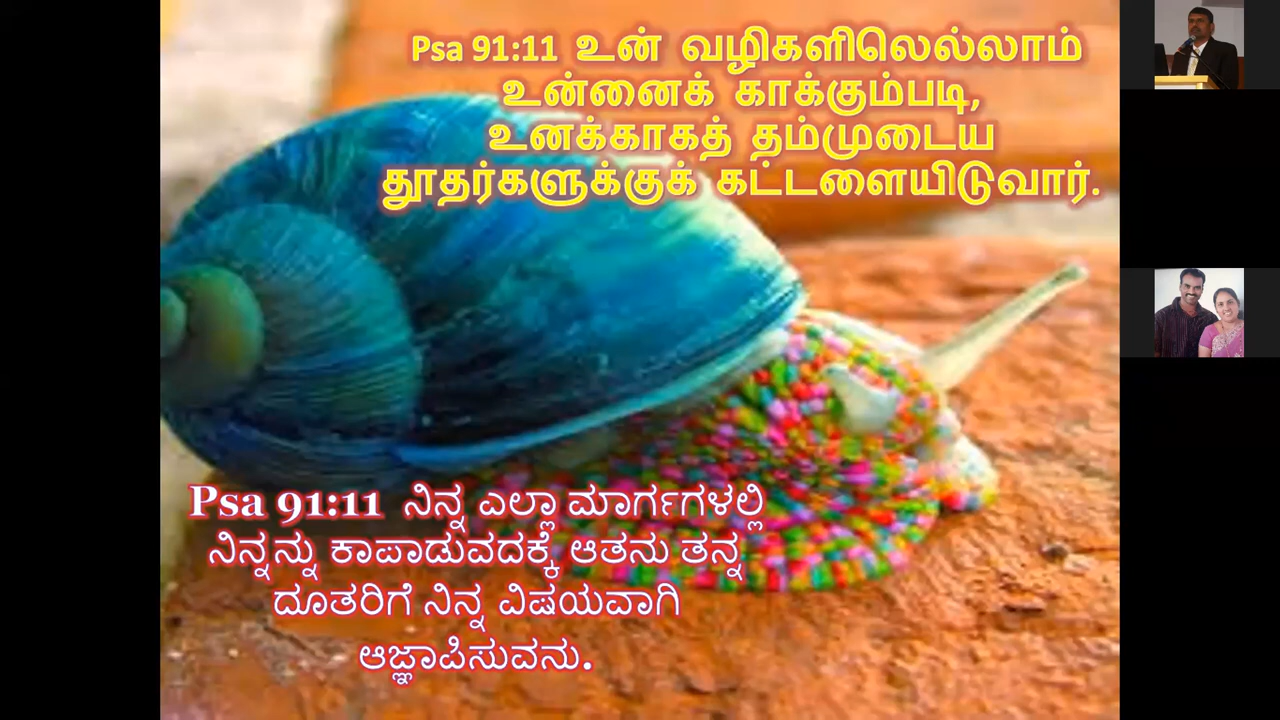 Psa 91:11 உன் வழிகளிலெல்லாம்
உன்னைக் காக்கும்படி,
உனக்காகத் தம்முடைய
தூதர்களுக்குக் கட்டளையிடுவார்.
Psa 91:11 ನಿನ್ನ ಎಲ್ಲಾ ಮಾರ್ಗಗಳಲ್ಲಿ
ನಿನ್ನನ್ನು ಕಾಪಾಡುವದಕ್ಕೆ ಆತನು ತನ್ನ
ದೂತರಿಗೆ ನಿನ್ನ ವಿಷಯವಾಗಿ
ಆಜ್ಞಾಪಿಸುವನು.